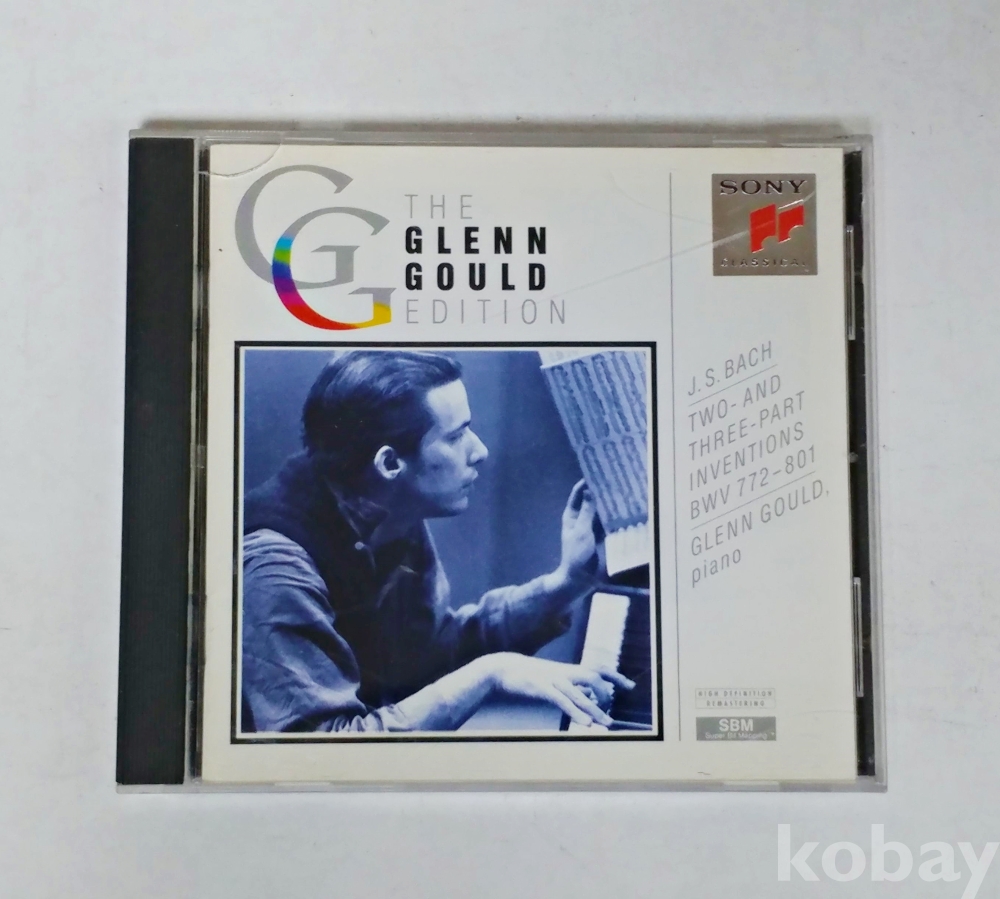 GG
THE
GLENN
GOULD
EDITION
SONY
CLASSICAL
J. S. BACH
TWO- AND
THREE-PART
INVENTIONS
BWV 772-801
GLENN GOULD,
piano
HIGH DEFINITION
REMASTERING
SBM
Super Bit Mapping
kobay